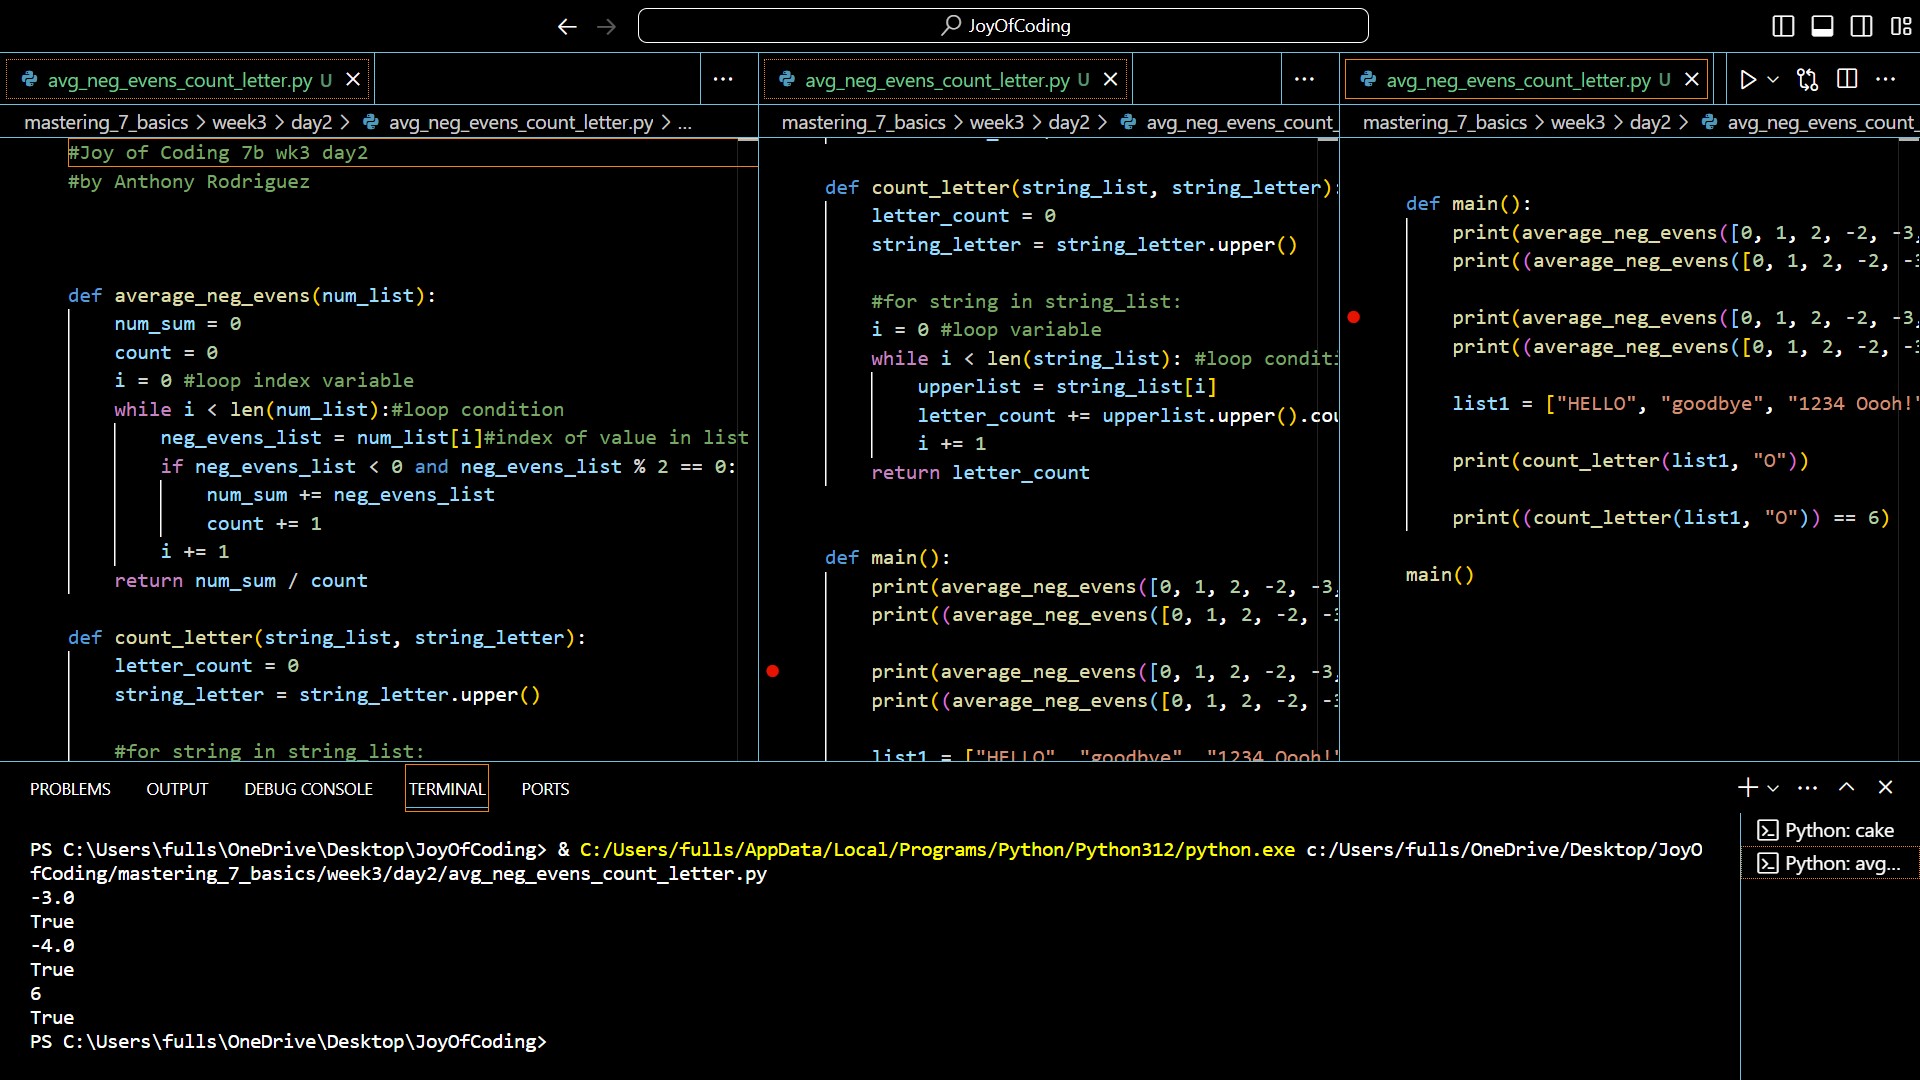 JoyOfCoding
avg_neg_evens_count_letter.py U
mastering_7_basics > week3 > day2 > avg_neg_evens_count_letter.py > ...
#Joy of Coding 7b wk3 day2
#by Anthony Rodriguez
def average_neg_evens(num_list):
    num_sum = 0
    count = 0
    i = 0 #loop index variable
    while i < len(num_list):#loop condition
        neg_evens_list = num_list[i]#index of value in list
        if neg_evens_list < 0 and neg_evens_list % 2 == 0:
            num_sum += neg_evens_list
            count += 1
        i += 1
    return num_sum / count
def count_letter(string_list, string_letter):
    letter_count = 0
    string_letter = string_letter.upper()
    #for string in string_list:
avg_neg_evens_count_letter.py U
mastering_7_basics > week3 > day2 > avg_neg_evens_count_
def count_letter(string_list, string_letter):
    letter_count = 0
    string_letter = string_letter.upper()
    #for string in string_list:
    i = 0 #loop variable
    while i < len(string_list): #loop conditi
        upperlist = string_list[i]
        letter_count += upperlist.upper().cou
        i += 1
    return letter_count
def main():
    print(average_neg_evens([0, 1, 2, -2, -3,
    print((average_neg_evens([0, 1, 2, -2, -3
    print(average_neg_evens([0, 1, 2, -2, -3,
    print((average_neg_evens([0, 1, 2, -2, -3
    list1 = ["HELLO", "goodbye", "1234 Oooh!"
avg_neg_evens_count_letter.py U
mastering_7_basics > week3 > day2 > avg_neg_evens_count_
def main():
    print(average_neg_evens([0, 1, 2, -2, -3,
    print((average_neg_evens([0, 1, 2, -2, -3
    print(average_neg_evens([0, 1, 2, -2, -3,
    print((average_neg_evens([0, 1, 2, -2, -3
    list1 = ["HELLO", "goodbye", "1234 Oooh!"
    print(count_letter(list1, "O"))
    print((count_letter(list1, "O")) == 6)
main()
PROBLEMS OUTPUT DEBUG CONSOLE TERMINAL PORTS
PS C:\Users\fulls\OneDrive\Desktop\JoyOfCoding> & C:/Users/fulls/AppData/Local/Programs/Python/Python312/python.exe c:/Users/fulls/OneDrive/Desktop/JoyO
fCoding/mastering_7_basics/week3/day2/avg_neg_evens_count_letter.py
-3.0
True
-4.0
True
6
True
PS C:\Users\fulls\OneDrive\Desktop\JoyOfCoding>
Python: cake
Python: avg...